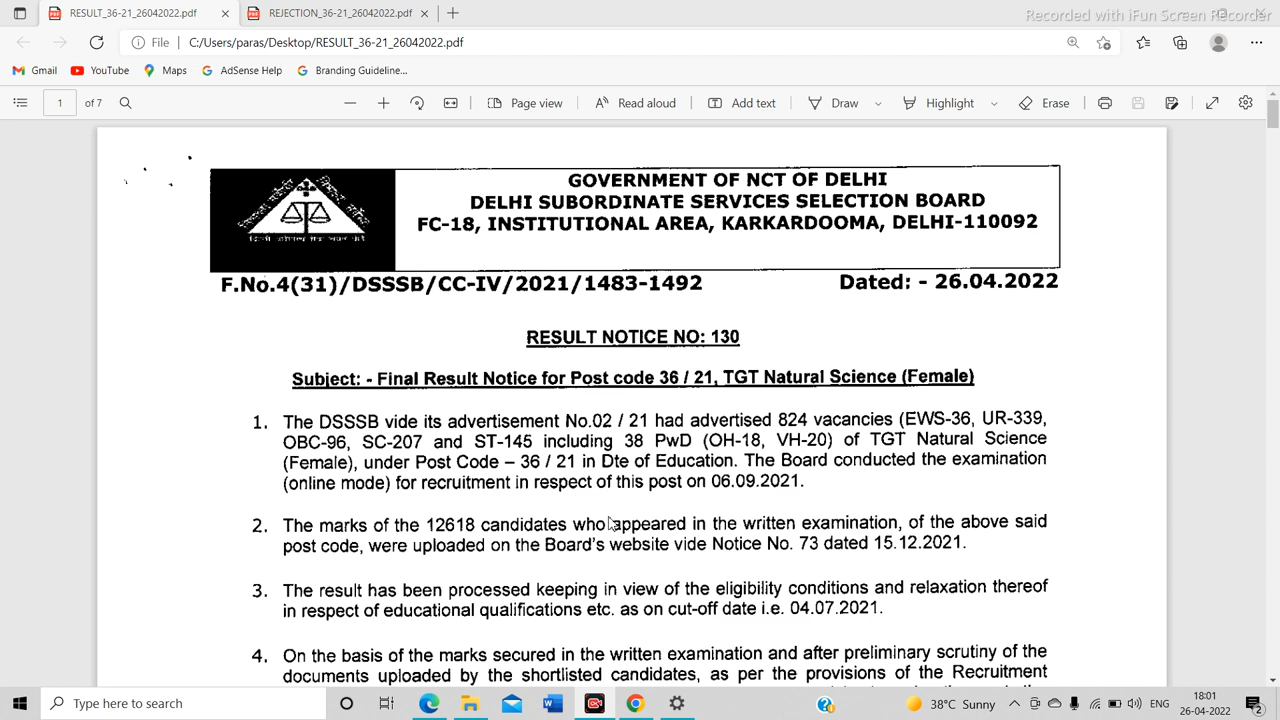 RESULT_36-21_26042022.pdf
REJECTION_36-21_26042022.pdf
Recorded with iFun Screen Recorder
File
C:/Users/paras/Desktop/RESULT_36-21_26042022.pdf
Gmail YouTube Maps AdSense Help Branding Guideline...
1 of 7 Page view Read aloud Add text Draw Highlight Erase
GOVERNMENT OF NCT OF DELHI
DELHI SUBORDINATE SERVICES SELECTION BOARD
FC-18, INSTITUTIONAL AREA, KARKARDOOMA, DELHI-110092
F.No.4(31)/DSSSB/CC-IV/2021/1483-1492 Dated: - 26.04.2022
RESULT NOTICE NO: 130
Subject: - Final Result Notice for Post code 36 / 21, TGT Natural Science (Female)
1. The DSSSB vide its advertisement No.02 / 21 had advertised 824 vacancies (EWS-36, UR-339,
OBC-96, SC-207 and ST-145 including 38 PwD (OH-18, VH-20) of TGT Natural Science
(Female), under Post Code – 36 / 21 in Dte of Education. The Board conducted the examination
(online mode) for recruitment in respect of this post on 06.09.2021.
2. The marks of the 12618 candidates who appeared in the written examination, of the above said
post code, were uploaded on the Board's website vide Notice No. 73 dated 15.12.2021.
3. The result has been processed keeping in view of the eligibility conditions and relaxation thereof
in respect of educational qualifications etc. as on cut-off date i.e. 04.07.2021.
4. On the basis of the marks secured in the written examination and after preliminary scrutiny of the
documents uploaded by the shortlisted candidates, as per the provisions of the Recruitment
Type here to search
38°C Sunny
18:01
26-04-2022
2